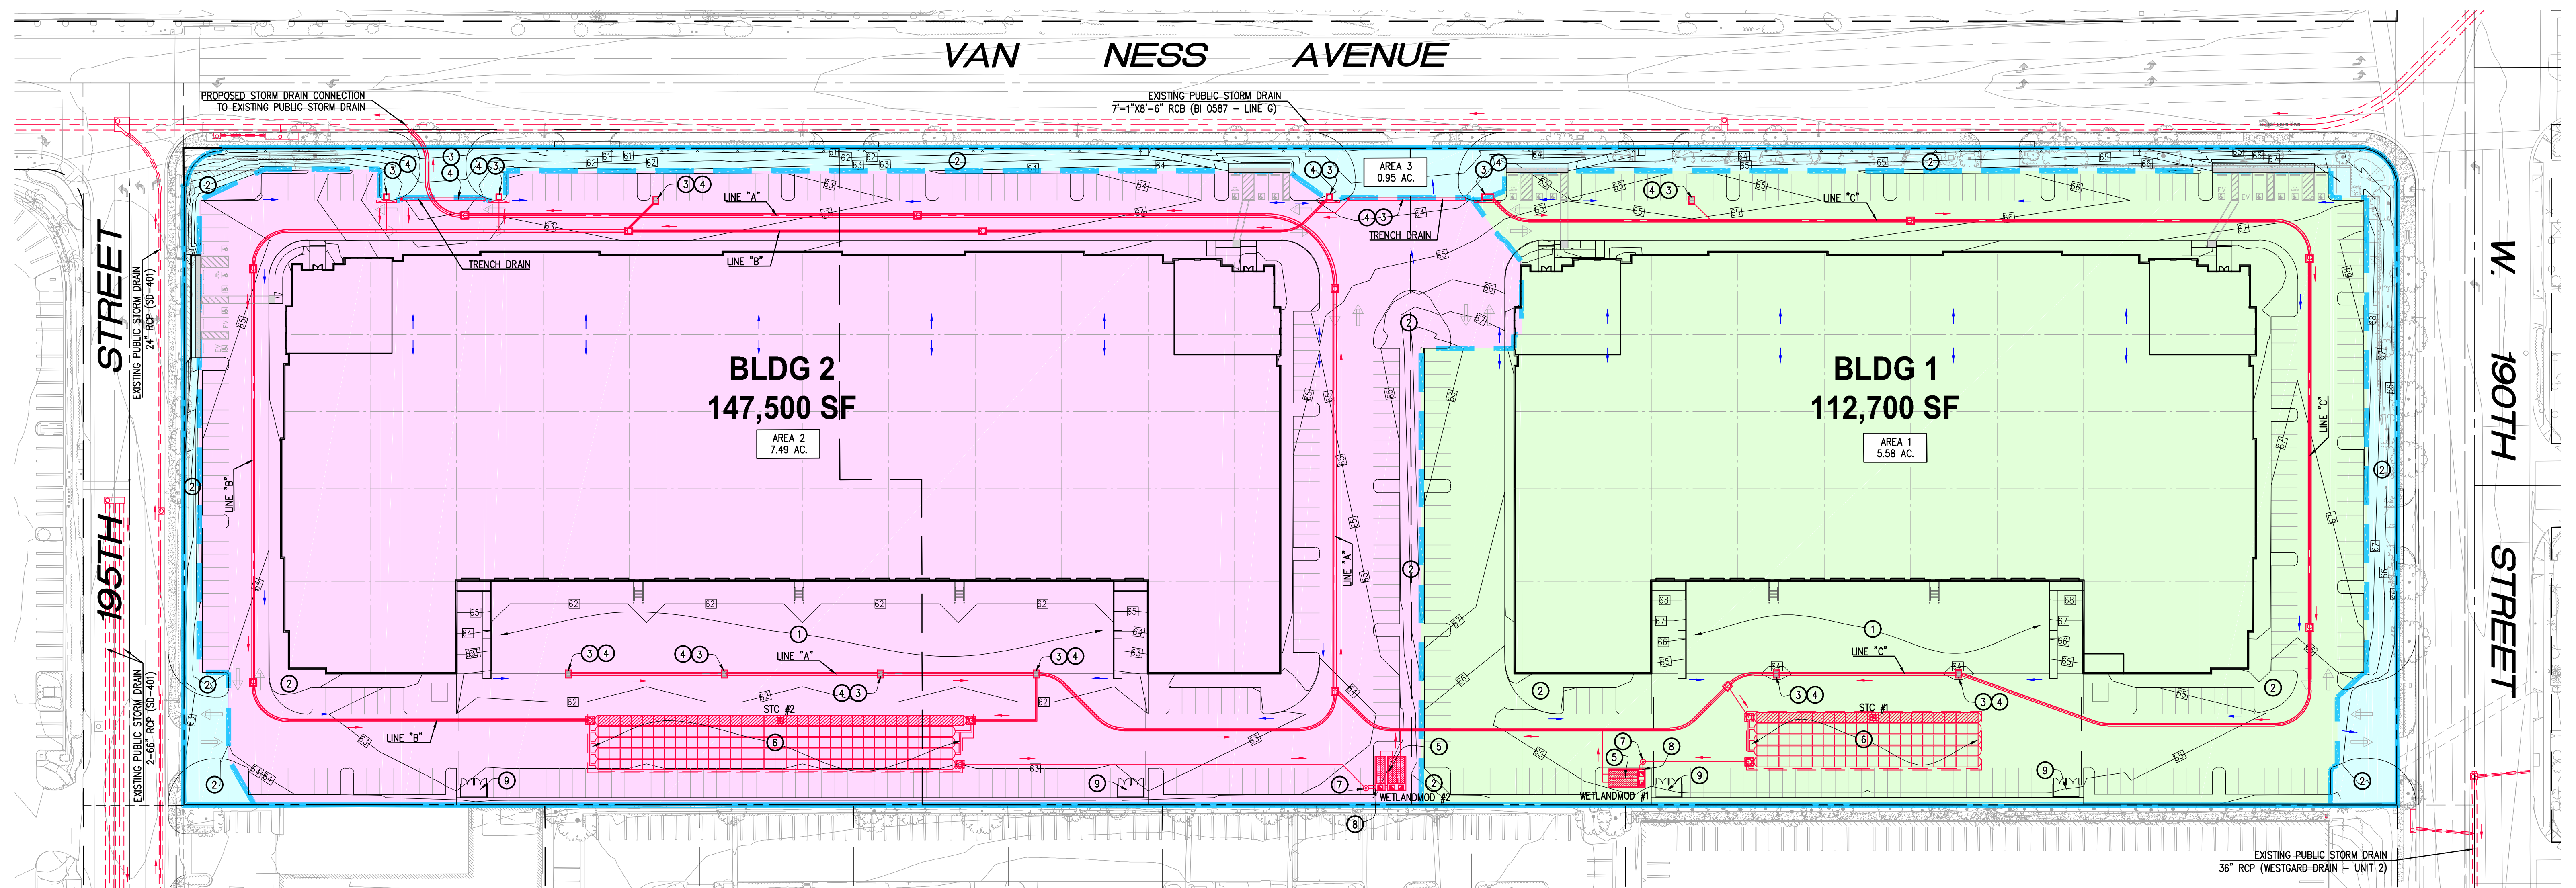 VAN NESS AVENUE
PROPOSED STORM DRAIN CONNECTION
TO EXISTING PUBLIC STORM DRAIN
EXISTING PUBLIC STORM DRAIN
7'-1"X8'-6" RCB (BI 0587 - LINE G)
AREA 3
0.95 AC.
LINE "A"
LINE "C"
TRENCH DRAIN
TRENCH DRAIN
LINE "B"
195TH STREET
EXISTING PUBLIC STORM DRAIN
24" RCP (SD-401)
W. 190TH STREET
BLDG 2
147,500 SF
AREA 2
7.49 AC.
BLDG 1
112,700 SF
AREA 1
5.58 AC.
LINE "B"
LINE "A"
LINE "C"
LINE "A"
LINE "C"
EXISTING PUBLIC STORM DRAIN
2-66" RCP (SD-401)
LINE "B"
STC #2
STC #1
WETLANDMOD #2
WETLANDMOD #1
EXISTING PUBLIC STORM DRAIN
36" RCP (WESTGARD DRAIN - UNIT 2)